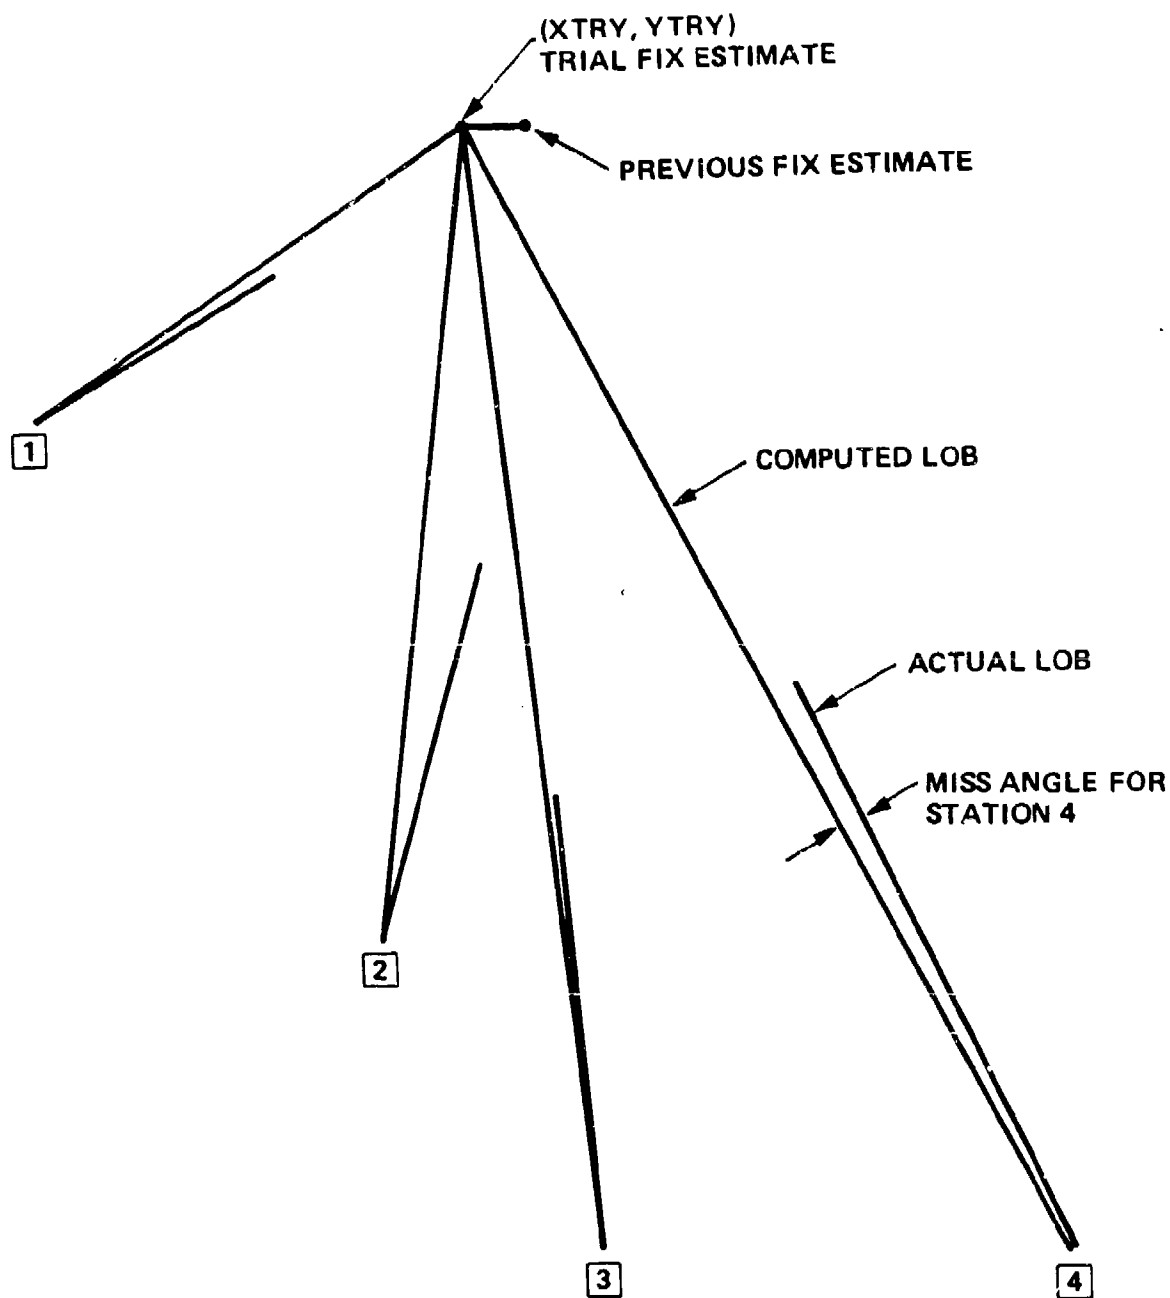 (XTRY, YTRY)
TRIAL FIX ESTIMATE
PREVIOUS FIX ESTIMATE
1
COMPUTED LOB
ACTUAL LOB
MISS ANGLE FOR
STATION 4
2
3
4